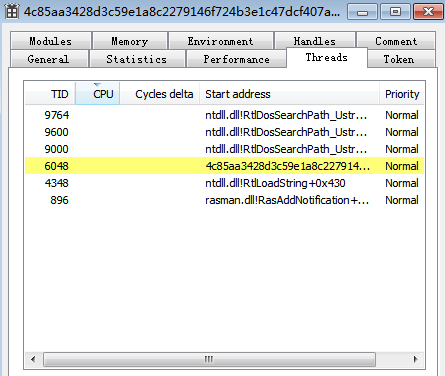 4c85aa3428d3c59e1a8c2279146f724b3e1c47dcf407a...
Modules Memory Environment Handles Comment
General Statistics Performance Threads Token
TID CPU Cycles delta Start address Priority
9764 ntdll.dll!RtlDosSearchPath_Ustr... Normal
9600 ntdll.dll!RtlDosSearchPath_Ustr... Normal
9000 ntdll.dll!RtlDosSearchPath_Ustr... Normal
6048 4c85aa3428d3c59e1a8c227914... Normal
4348 ntdll.dll!RtlLoadString+0x430 Normal
896 rasman.dll!RasAddNotification+... Normal